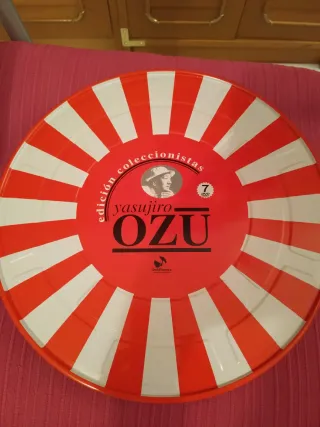 edición coleccionistas
7
yasujiro
OZU